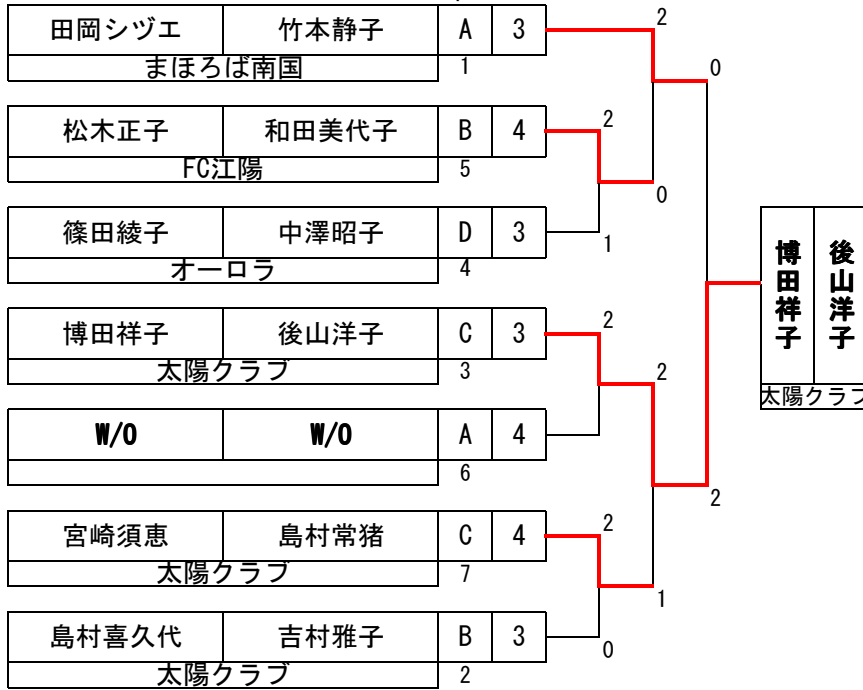 田岡シヅエ 竹本静子 A 3
まほろば南国 1
松木正子 和田美代子 B 4
FC江陽 5
篠田綾子 中澤昭子 D 3
オーロラ 4
博田祥子 後山洋子 C 3
太陽クラブ 3
W/O W/O A 4
6
宮崎須恵 島村常猪 C 4
太陽クラブ 7
島村喜久代 吉村雅子 B 3
太陽クラブ 2
2
2
0
1
2
2
2
1
0
0
2
博田祥子
後山洋子
太陽クラブ